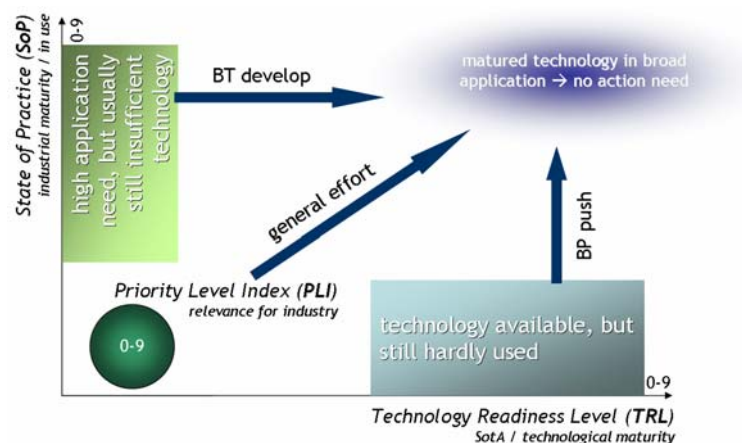 State of Practice (SoP)
industrial maturity / in use
0-9
high application
need, but usually
still insufficient
technology
BT develop
matured technology in broad
application → no action need
general effort
BP push
Priority Level Index (PLI)
relevance for industry
0-9
technology available, but
still hardly used
0-9
Technology Readiness Level (TRL)
SotA / technological maturity